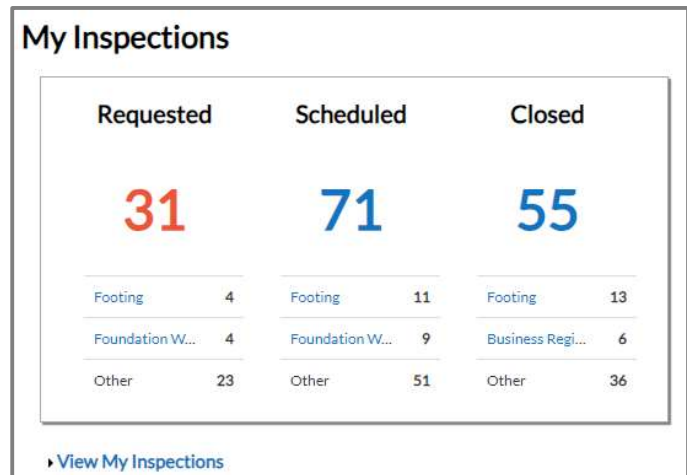 My Inspections
Requested Scheduled Closed
31 71 55
Footing 4 Footing 11 Footing 13
Foundation W... 4 Foundation W... 9 Business Regi... 6
Other 23 Other 51 Other 36
View My Inspections